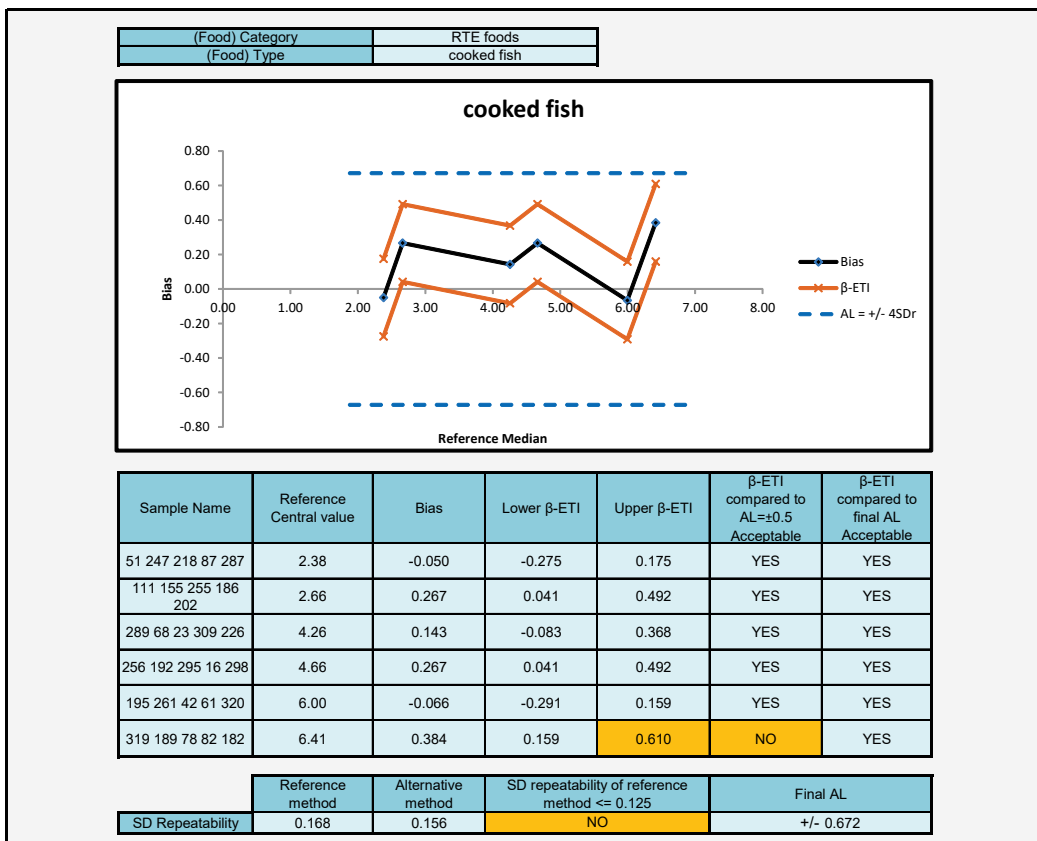 (Food) Category RTE foods
(Food) Type cooked fish
cooked fish
0.80
0.60
0.40
0.20
0.00
-0.20
-0.40
-0.60
-0.80
0.00 1.00 2.00 3.00 4.00 5.00 6.00 7.00 8.00
Bias
Reference Median
Bias
β-ETI
AL = +/- 4SDr
Sample Name Reference Central value Bias Lower β-ETI Upper β-ETI β-ETI compared to AL=±0.5 Acceptable β-ETI compared to final AL Acceptable
51 247 218 87 287 2.38 -0.050 -0.275 0.175 YES YES
111 155 255 186 202 2.66 0.267 0.041 0.492 YES YES
289 68 23 309 226 4.26 0.143 -0.083 0.368 YES YES
256 192 295 16 298 4.66 0.267 0.041 0.492 YES YES
195 261 42 61 320 6.00 -0.066 -0.291 0.159 YES YES
319 189 78 82 182 6.41 0.384 0.159 0.610 NO YES
Reference method Alternative method SD repeatability of reference method <= 0.125 Final AL
SD Repeatability 0.168 0.156 NO +/- 0.672